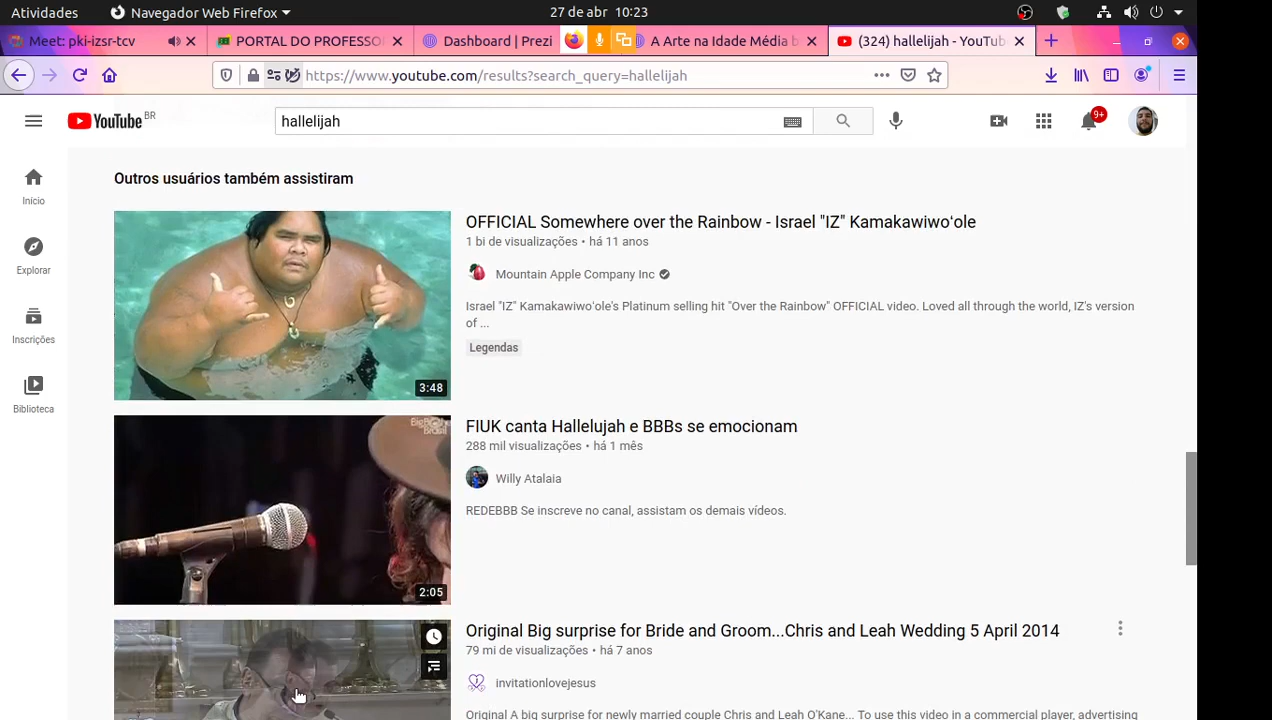 Atividades
Navegador Web Firefox
27 de abr 10:23
Meet: pki-izsr-tcv
PORTAL DO PROFESSO
Dashboard | Prezi
A Arte na Idade Média b
(324) hallelijah - YouTub
https://www.youtube.com/results?search_query=hallelijah
YouTube BR
hallelijah
9+
Início
Explorar
Inscrições
Biblioteca
Outros usuários também assistiram
3:48
OFFICIAL Somewhere over the Rainbow - Israel "IZ" Kamakawiwoʻole
1 bi de visualizações • há 11 anos
Mountain Apple Company Inc
Israel "IZ" Kamakawiwoʻole's Platinum selling hit "Over the Rainbow" OFFICIAL video. Loved all through the world, IZ's version
of ...
Legendas
2:05
FIUK canta Hallelujah e BBBs se emocionam
288 mil visualizações • há 1 mês
Willy Atalaia
REDEBBB Se inscreve no canal, assistam os demais vídeos.
Original Big surprise for Bride and Groom...Chris and Leah Wedding 5 April 2014
79 mi de visualizações • há 7 anos
invitationlovejesus
Original A big surprise for newly married couple Chris and Leah O'Kane... To use this video in a commercial player, advertising